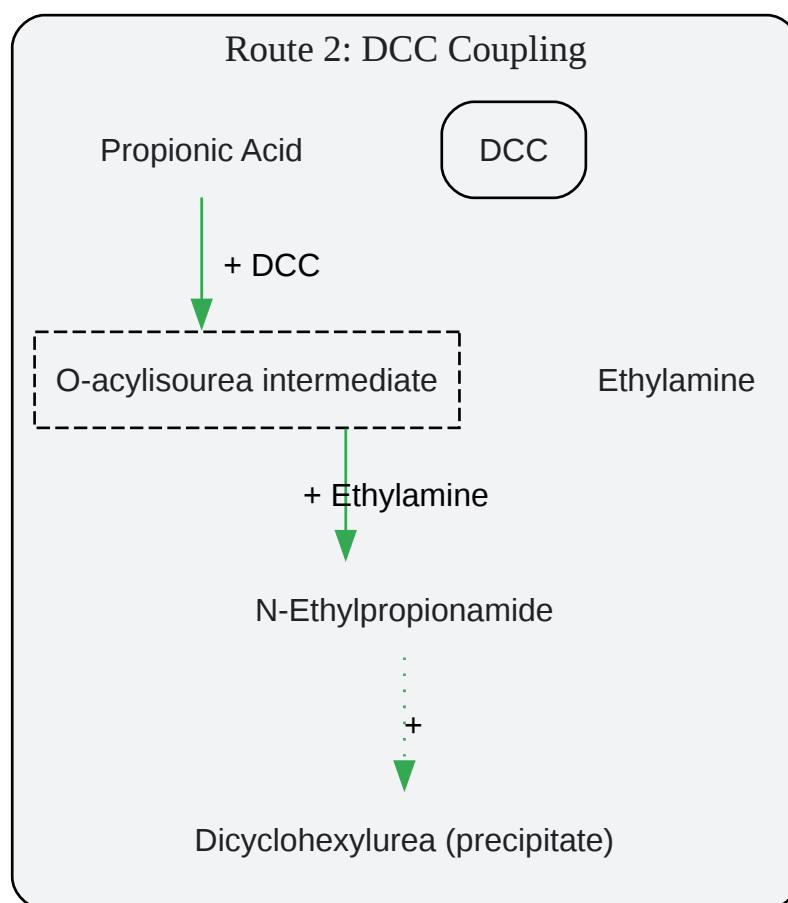 Route 2: DCC Coupling
Propionic Acid
DCC
+ DCC
O-acylisourea intermediate
Ethylamine
+ Ethylamine
N-Ethylpropionamide
+
Dicyclohexylurea (precipitate)